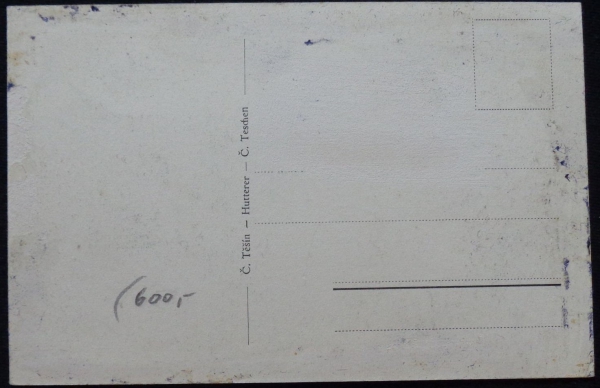 Č. Těšín – Hutterer – Č. Teschen
(600,-